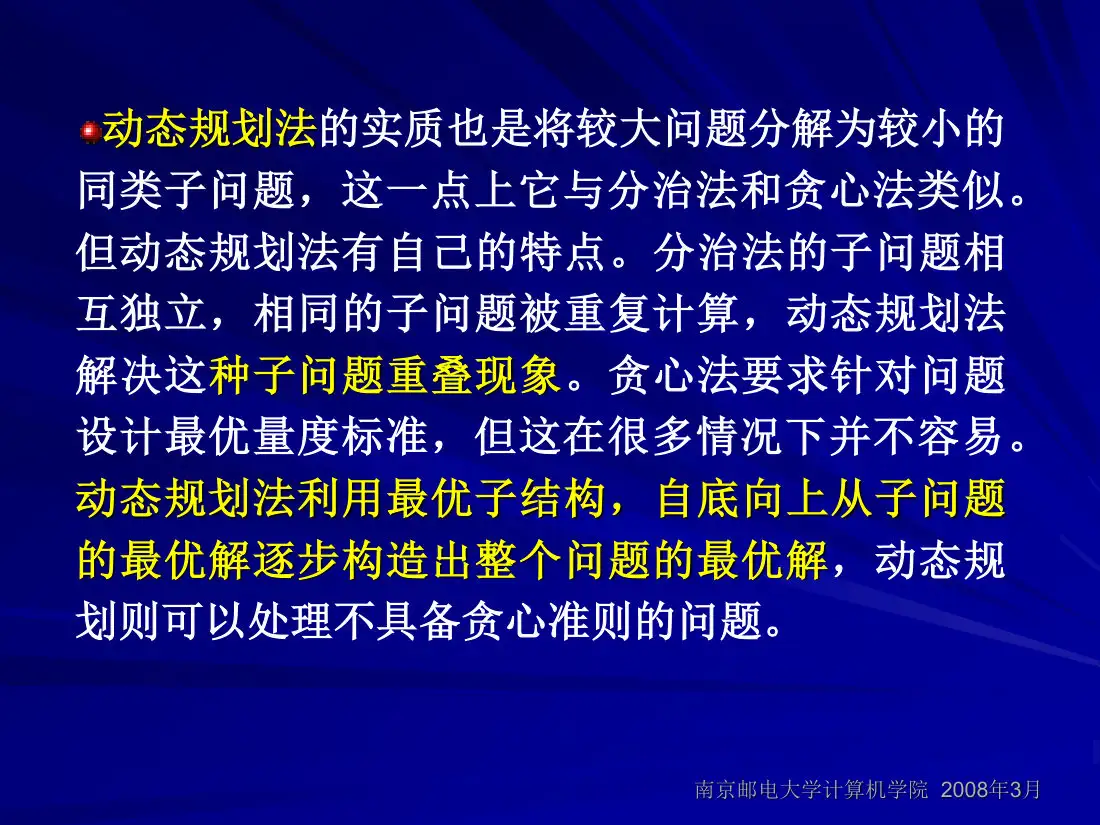 动态规划法的实质也是将较大问题分解为较小的
同类子问题，这一点上它与分治法和贪心法类似。
但动态规划法有自己的特点。分治法的子问题相
互独立，相同的子问题被重复计算，动态规划法
解决这种子问题重叠现象。贪心法要求针对问题
设计最优量度标准，但这在很多情况下并不容易。
动态规划法利用最优子结构，自底向上从子问题
的最优解逐步构造出整个问题的最优解，动态规
划则可以处理不具备贪心准则的问题。
南京邮电大学计算机学院 2008年3月